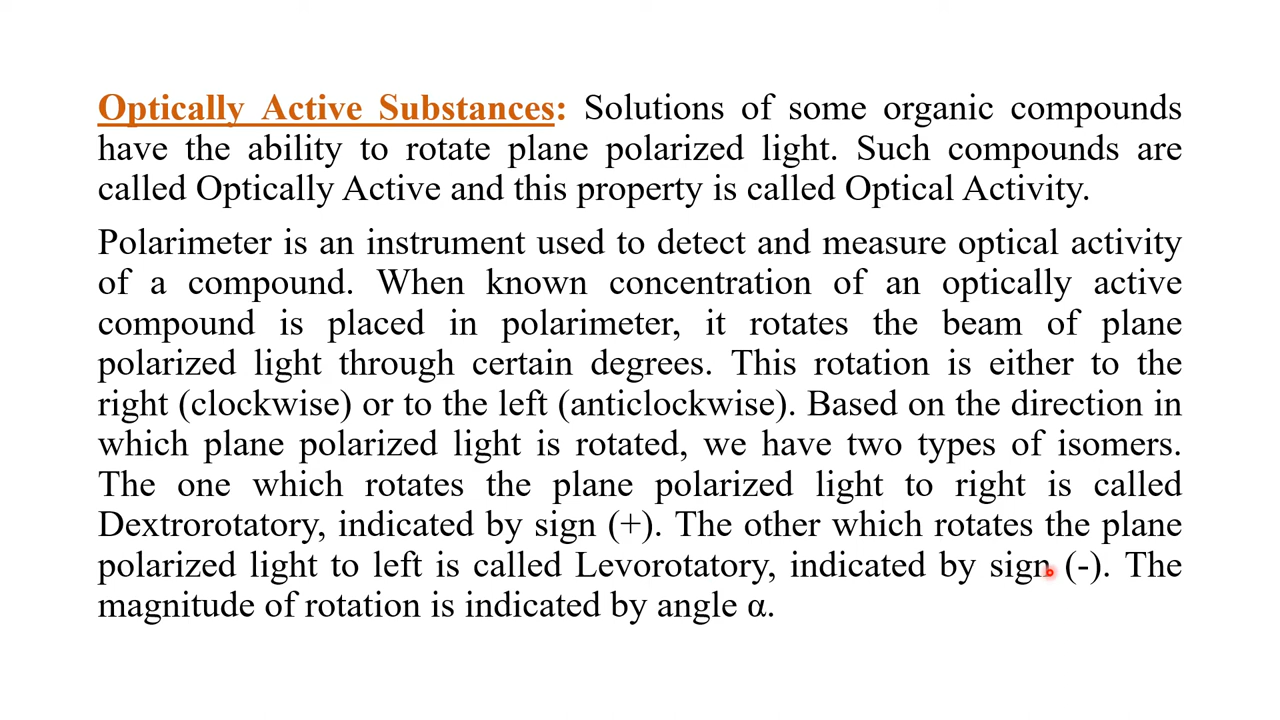 Optically Active Substances: Solutions of some organic compounds
have the ability to rotate plane polarized light. Such compounds are
called Optically Active and this property is called Optical Activity.
Polarimeter is an instrument used to detect and measure optical activity
of a compound. When known concentration of an optically active
compound is placed in polarimeter, it rotates the beam of plane
polarized light through certain degrees. This rotation is either to the
right (clockwise) or to the left (anticlockwise). Based on the direction in
which plane polarized light is rotated, we have two types of isomers.
The one which rotates the plane polarized light to right is called
Dextrorotatory, indicated by sign (+). The other which rotates the plane
polarized light to left is called Levorotatory, indicated by sign (-). The
magnitude of rotation is indicated by angle α.